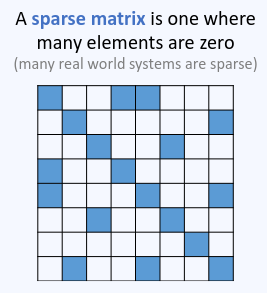 A sparse matrix is one where
many elements are zero
(many real world systems are sparse)